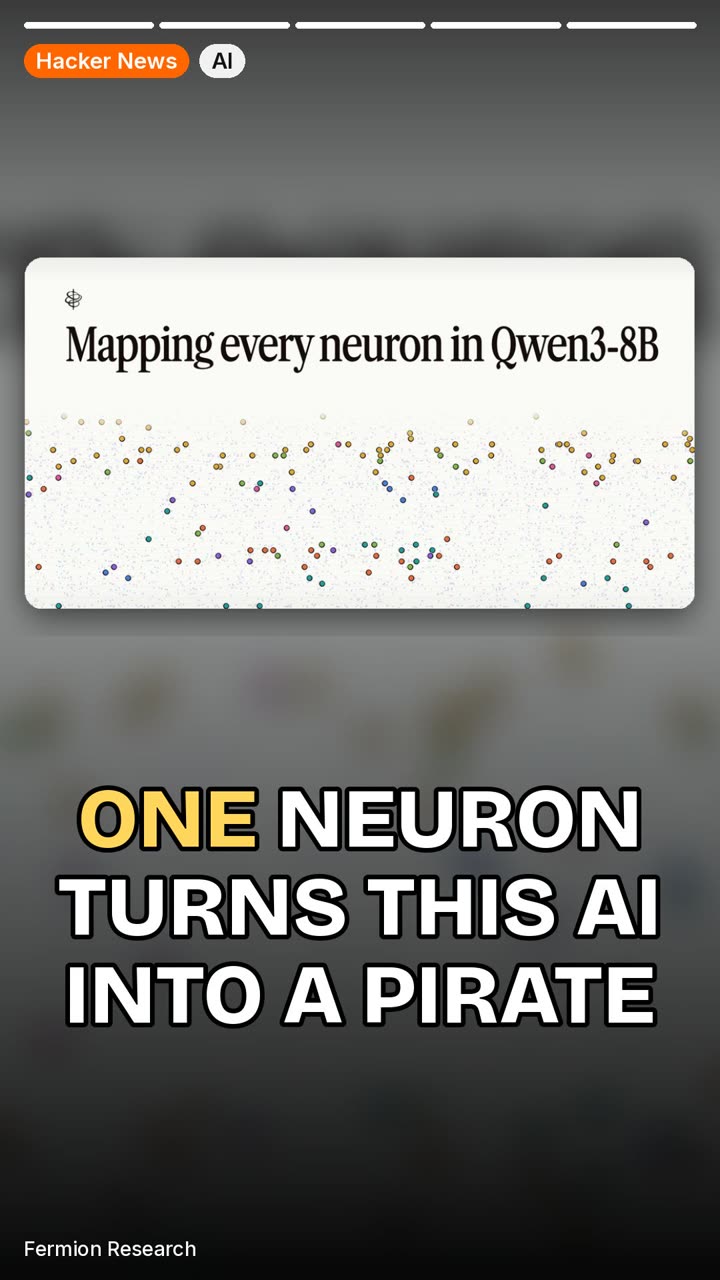 Hacker News
AI
Mapping every neuron in Qwen3-8B
ONE NEURON
TURNS THIS AI
INTO A PIRATE
Fermion Research